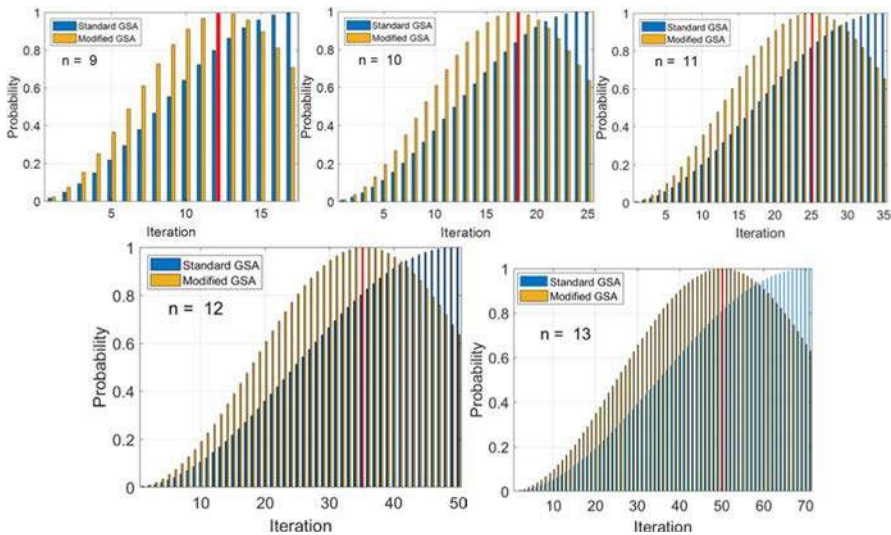 1
0.8
0.6
0.4
0.2
0
Probability
Standard GSA
Modified GSA
n = 9
5 10 15
Iteration
1
0.8
0.6
0.4
0.2
0
Probability
Standard GSA
Modified GSA
n = 10
5 10 15 20 25
Iteration
1
0.8
0.6
0.4
0.2
0
Probability
Standard GSA
Modified GSA
n = 11
5 10 15 20 25 30 35
Iteration
1
0.8
0.6
0.4
0.2
0
Probability
Standard GSA
Modified GSA
n = 12
10 20 30 40 50
Iteration
1
0.8
0.6
0.4
0.2
0
Probability
Standard GSA
Modified GSA
n = 13
10 20 30 40 50 60 70
Iteration